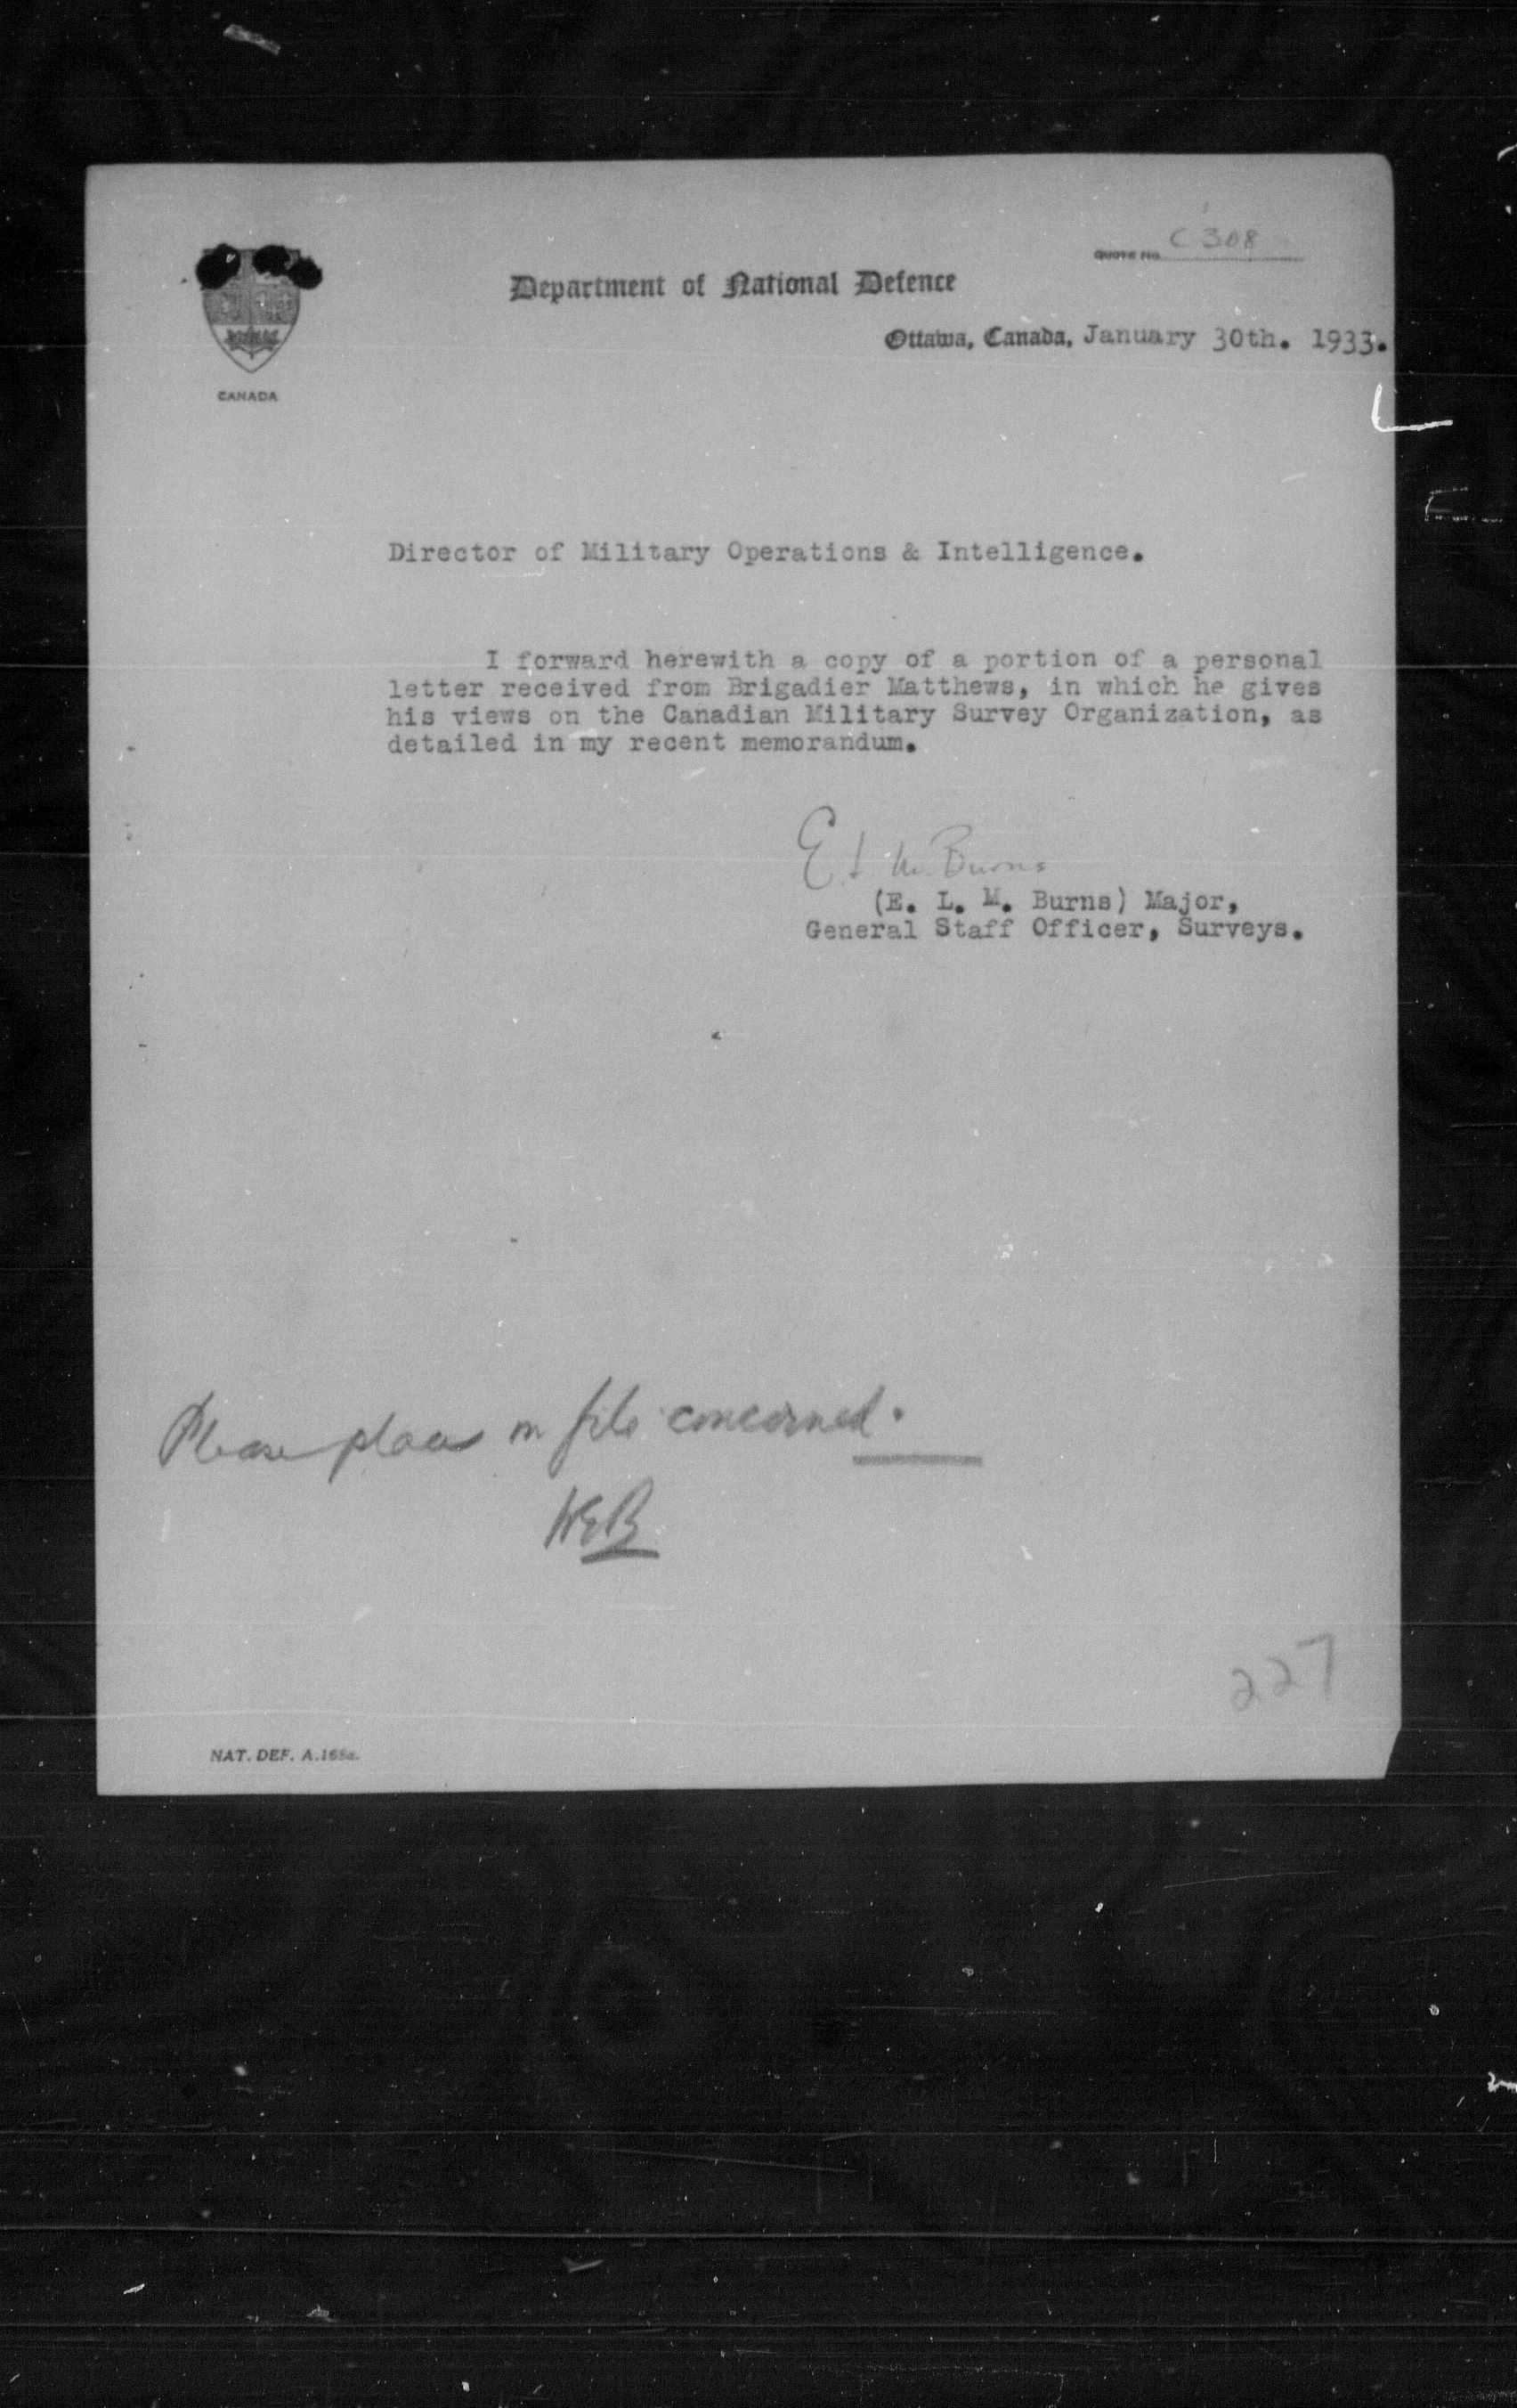 QUOTE NO. C 308
Department of National Defence
Ottawa, Canada, January 30th. 1933.
CANADA
Director of Military Operations & Intelligence.
I forward herewith a copy of a portion of a personal
letter received from Brigadier Matthews, in which he gives
his views on the Canadian Military Survey Organization, as
detailed in my recent memorandum.
E L M Burns
(E. L. M. Burns) Major,
General Staff Officer, Surveys.
Please place on file concerned.
WEB
227
NAT. DEF. A.168a.